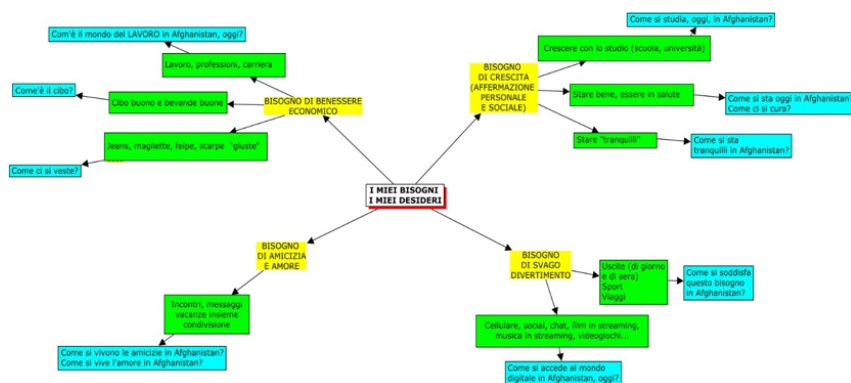 Com'è il mondo del LAVORO in Afghanistan, oggi?
Lavoro, professioni, carriera
Come'è il cibo?
Cibo buono e bevande buone
BISOGNO DI BENESSERE
ECONOMICO
Jeans, magliette, felpe, scarpe "giuste"
Come ci si veste?
Come si studia, oggi, in Afghanistan?
Crescere con lo studio (scuola, università)
BISOGNO
DI CRESCITA
(AFFERMAZIONE
PERSONALE
E SOCIALE)
Stare bene, essere in salute
Come si sta oggi in Afghanistan?
Come ci si cura?
Stare "tranquilli"
Come si sta
tranquilli in Afghanistan?
I MIEI BISOGNI
I MIEI DESIDERI
BISOGNO
DI AMICIZIA
E AMORE
Incontri, messaggi
vacanze insieme
condivisione
Come si vivono le amicizie in Afghanistan?
Come si vive l'amore in Afghanistan?
BISOGNO
DI SVAGO
DIVERTIMENTO
Uscite (di giorno
e di sera)
Sport
Viaggi
Come si soddisfa
questo bisogno
in Afghanistan?
Cellulare, social, chat, film in streaming,
musica in streaming, videogiochi...
Come si accede al mondo
digitale in Afghanistan, oggi?